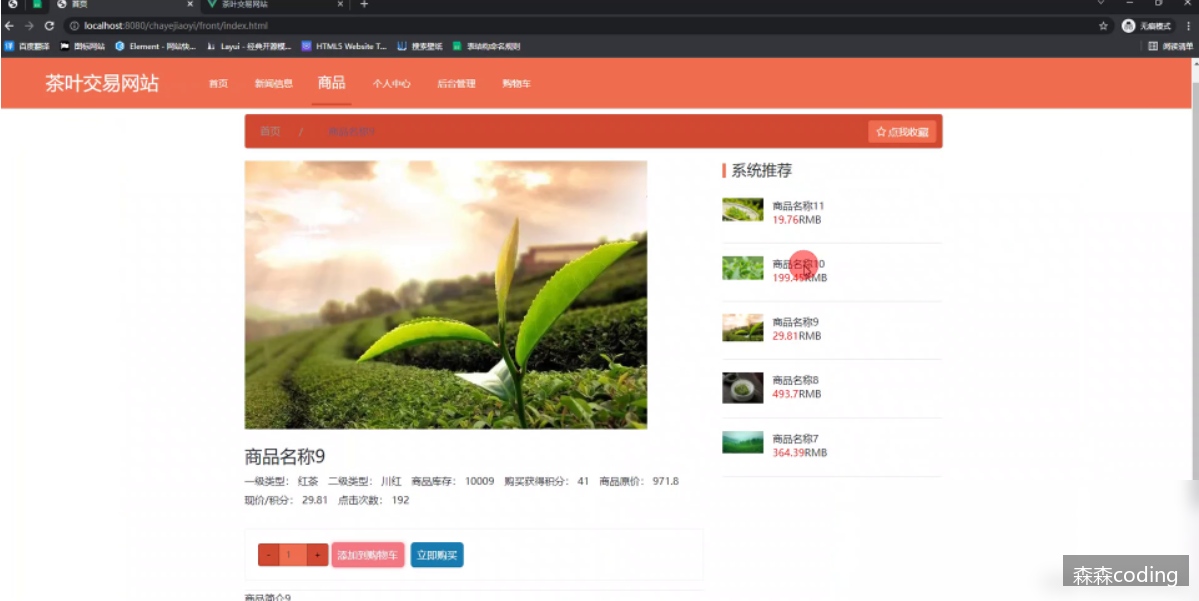 首页
茶叶交易网站
localhost:8080/chayejiaoyi/front/index.html
无痕模式
百度翻译 图标网站 Element - 网站快... Layui - 经典开源模... HTML5 Website T... 搜索壁纸 表结构命名规则 阅读清单
茶叶交易网站 首页 新闻信息 商品 个人中心 后台管理 购物车
首页 / 商品名称9 点我收藏
系统推荐
商品名称11
19.76RMB
商品名称10
199.45RMB
商品名称9
29.81RMB
商品名称8
493.7RMB
商品名称7
364.39RMB
商品名称9
一级类型: 红茶 二级类型: 川红 商品库存: 10009 购买获得积分: 41 商品原价: 971.8
现价/积分: 29.81 点击次数: 192
- 1 + 添加到购物车 立即购买
商品简介9
森森coding